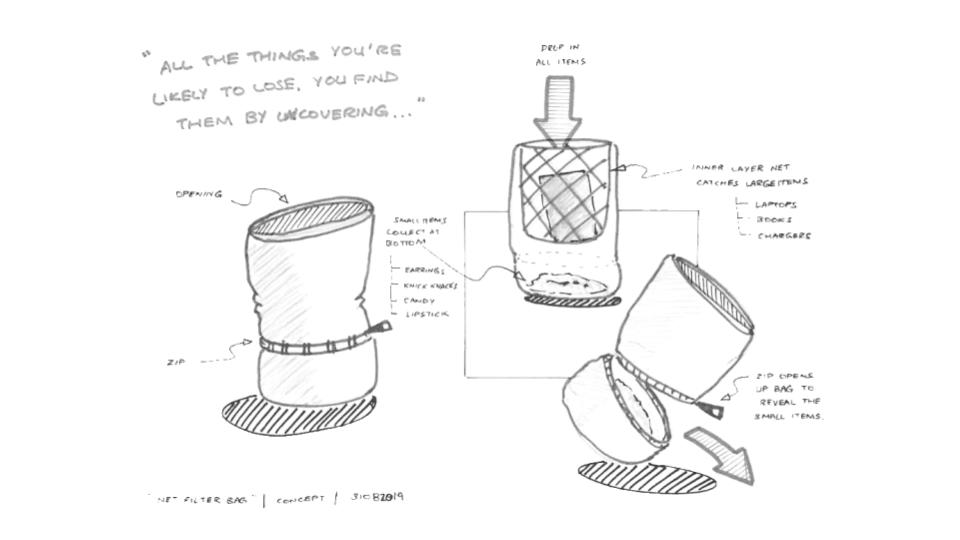 "ALL THE THINGS YOU'RE
LIKELY TO LOSE, YOU FIND
THEM BY UNCOVERING..."
DROP IN
ALL ITEMS
INNER LAYER NET
CATCHES LARGE ITEMS
LAPTOPS
BOOKS
CHARGERS
OPENING
SMALL ITEMS
COLLECT AT
BOTTOM
EARRINGS
KNICK KNACKS
CANDY
LIPSTICK
ZIP
ZIP OPENS
UP BAG TO
REVEAL THE
SMALL ITEMS.
"NET FILTER BAG" | CONCEPT | 31082019